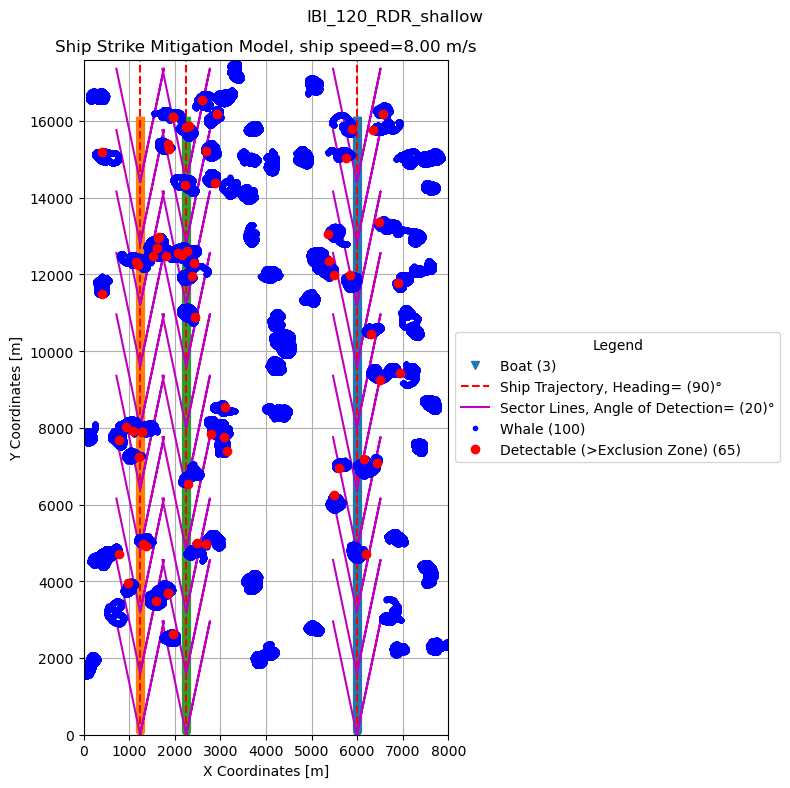 IBI_120_RDR_shallow
Ship Strike Mitigation Model, ship speed=8.00 m/s
16000
14000
12000
10000
8000
6000
4000
2000
0
Y Coordinates [m]
0 1000 2000 3000 4000 5000 6000 7000 8000
X Coordinates [m]
Legend
Boat (3)
Ship Trajectory, Heading= (90)°
Sector Lines, Angle of Detection= (20)°
Whale (100)
Detectable (>Exclusion Zone) (65)